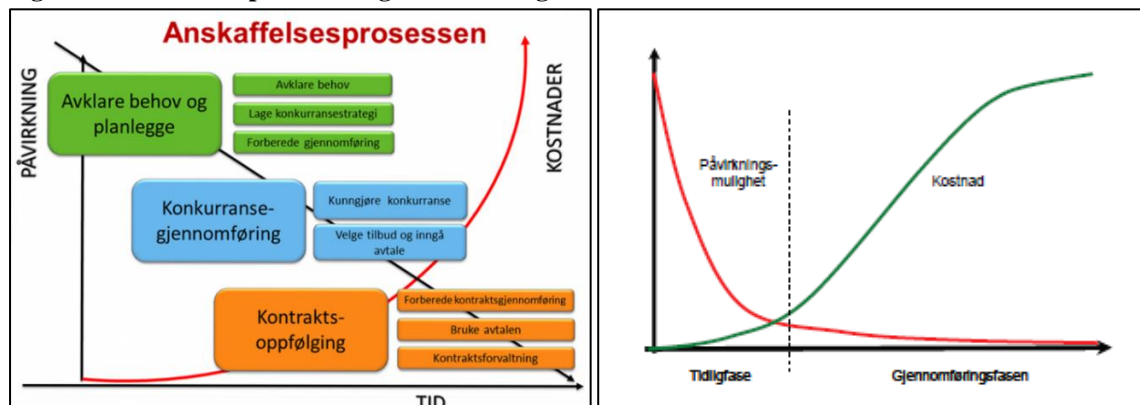 Anskaffelsesprosessen
PÅVIRKNING
KOSTNADER
Avklare behov og
planlegge
Avklare behov
Lage konkurransestrategi
Forberede gjennomføring
Konkurranse-
gjennomføring
Kunngjøre konkurranse
Velge tilbud og inngå
avtale
Kontrakts-
oppfølging
Forberede kontraktsgjennomføring
Bruke avtalen
Kontraktsforvaltning
TID
Påvirknings-
mulighet
Kostnad
Tidligfase
Gjennomføringsfasen